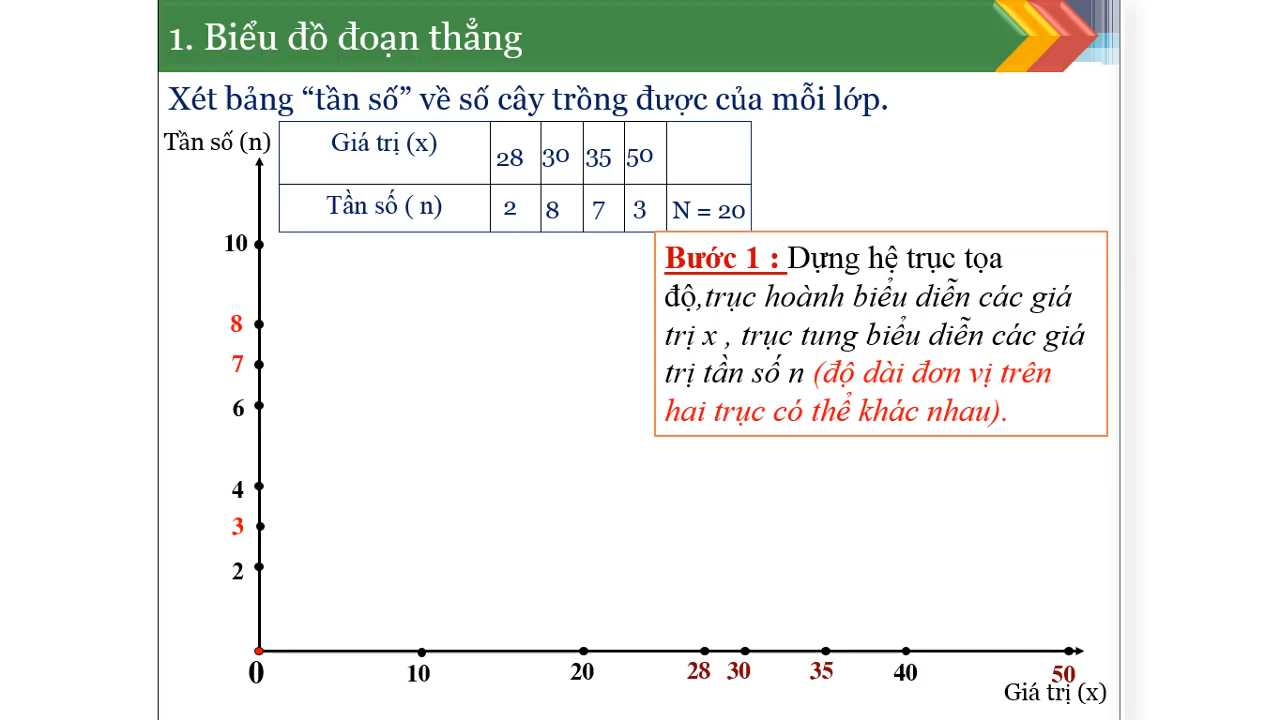 1. Biểu đồ đoạn thẳng
Xét bảng “tần số” về số cây trồng được của mỗi lớp.
Tần số (n)
Giá trị (x) 28 30 35 50
Tần số ( n) 2 8 7 3 N = 20
Bước 1 : Dựng hệ trục tọa
độ,trục hoành biểu diễn các giá
trị x , trục tung biểu diễn các giá
trị tần số n (độ dài đơn vị trên
hai trục có thể khác nhau).
10
8
7
6
4
3
2
0 10 20 28 30 35 40 50
Giá trị (x)